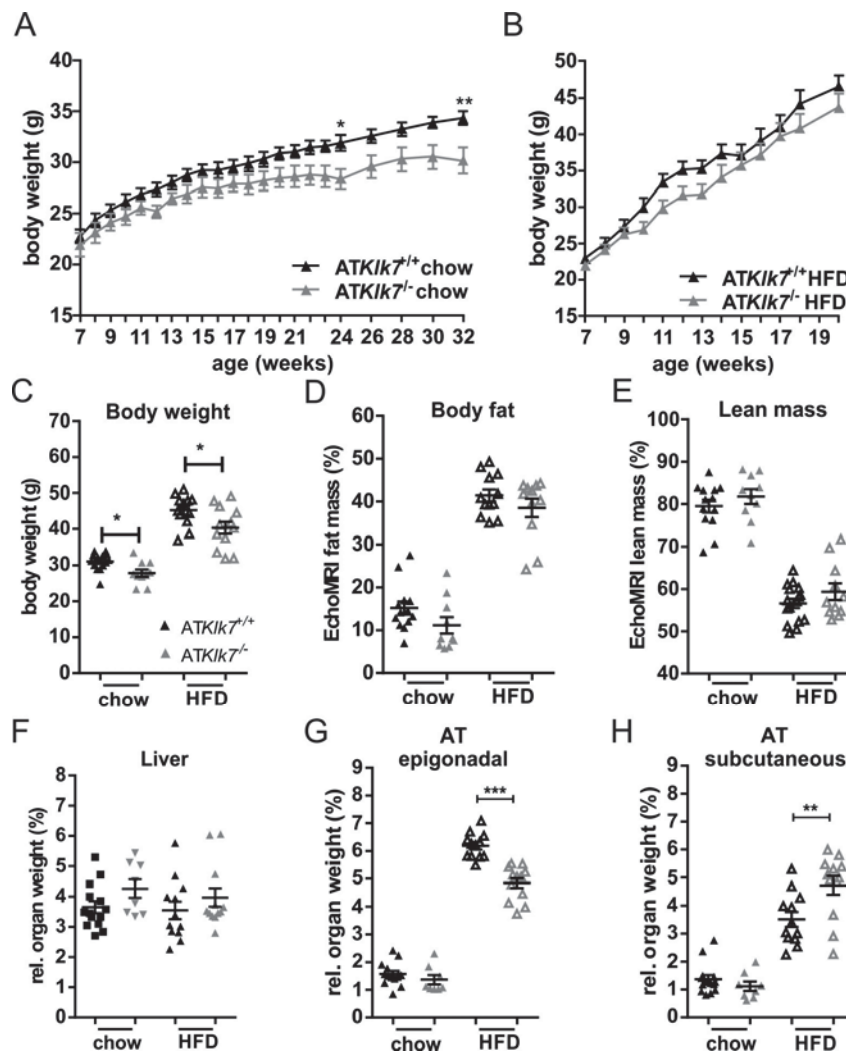 A
body weight (g)
40
35
30
25
20
15
*
**
ATKlk7+/+ chow
ATKlk7-/- chow
7 9 11 13 15 17 19 21 24 26 28 30 32
age (weeks)
B
body weight (g)
50
45
40
35
30
25
20
15
ATKlk7+/+ HFD
ATKlk7-/- HFD
7 9 11 13 15 17 19
age (weeks)
C
Body weight
body weight (g)
70
60
50
40
30
20
10
0
*
*
ATKlk7+/+
ATKlk7-/-
chow HFD
D
Body fat
EchoMRI fat mass (%)
60
50
40
30
20
10
0
chow HFD
E
Lean mass
EchoMRI lean mass (%)
100
90
80
70
60
50
40
chow HFD
F
Liver
rel. organ weight (%)
8
7
6
5
4
3
2
1
0
chow HFD
G
AT
epigonadal
rel. organ weight (%)
9
8
7
6
5
4
3
2
1
0
***
chow HFD
H
AT
subcutaneous
rel. organ weight (%)
9
8
7
6
5
4
3
2
1
0
**
chow HFD